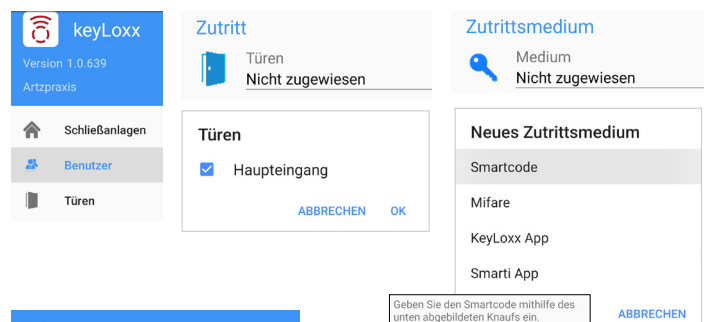 keyLoxx
Version 1.0.639
Artzpraxis
Schließanlagen
Benutzer
Türen
Zutritt
Türen
Nicht zugewiesen
Türen
Haupteingang
ABBRECHEN OK
Zutrittsmedium
Medium
Nicht zugewiesen
Neues Zutrittsmedium
Smartcode
Mifare
KeyLoxx App
Smarti App
ABBRECHEN
Geben Sie den Smartcode mithilfe des
unten abgebildeten Knaufs ein.